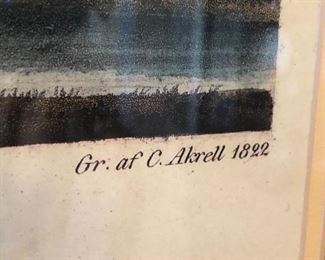 Gr. af C. Akrell 1822